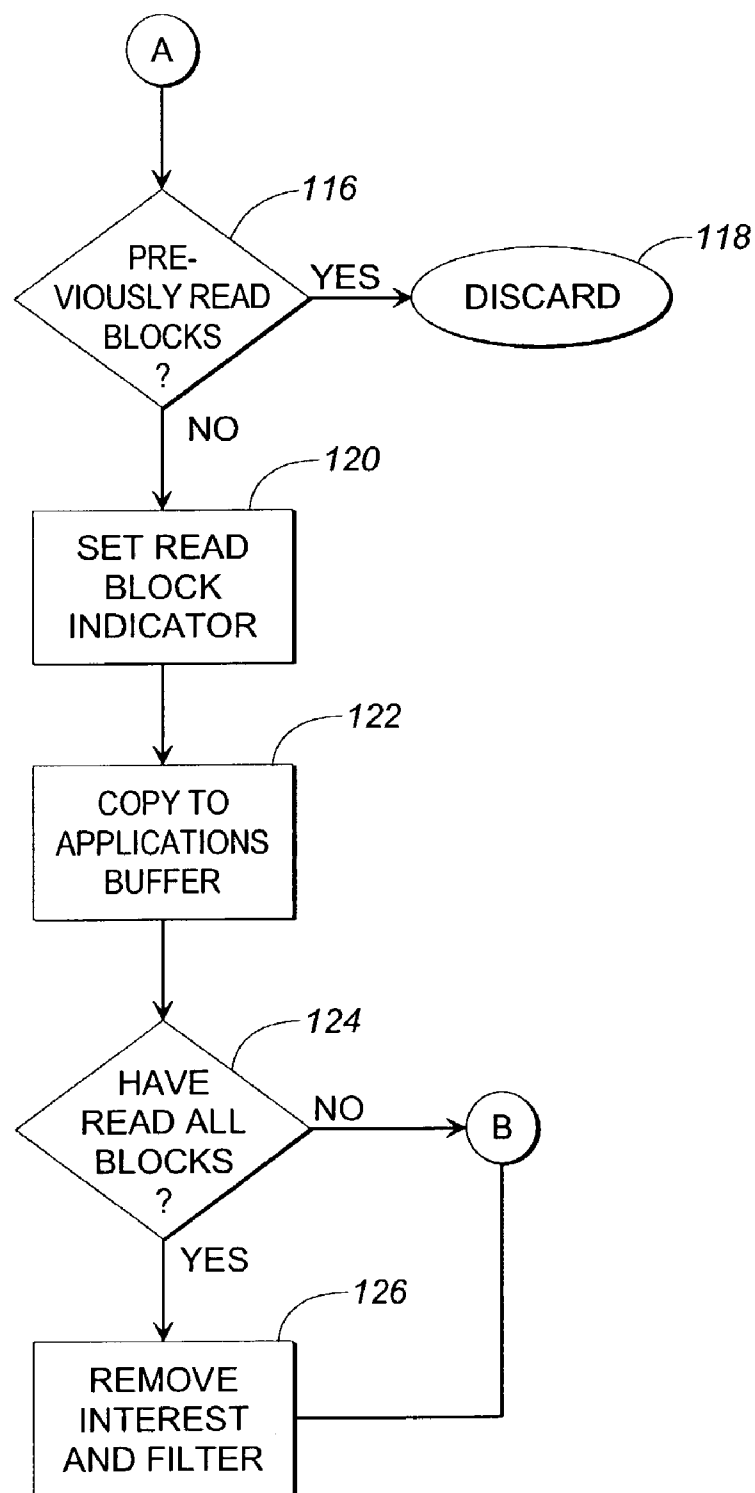 A
116
PRE-
VIOUSLY READ
BLOCKS
?
YES
118
DISCARD
NO
120
SET READ
BLOCK
INDICATOR
122
COPY TO
APPLICATIONS
BUFFER
124
HAVE
READ ALL
BLOCKS
?
NO
B
YES
126
REMOVE
INTEREST
AND FILTER